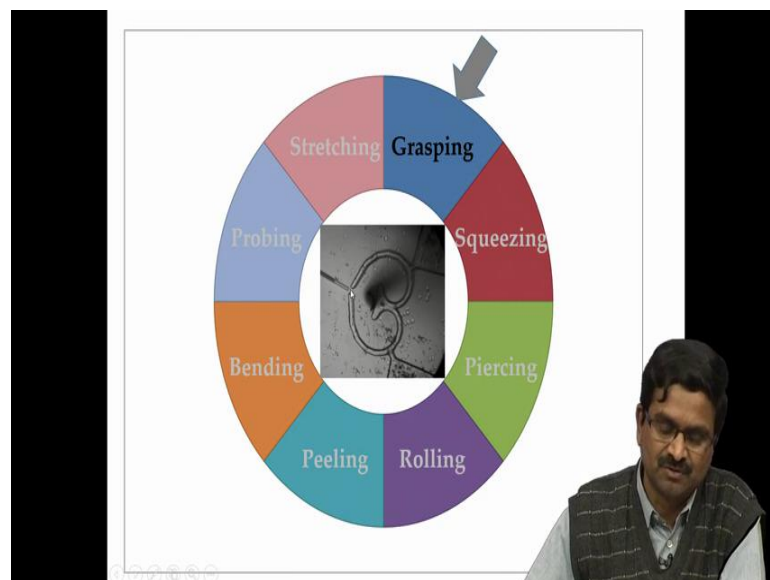 Stretching Grasping
Probing Squeezing
Bending Piercing
Peeling Rolling